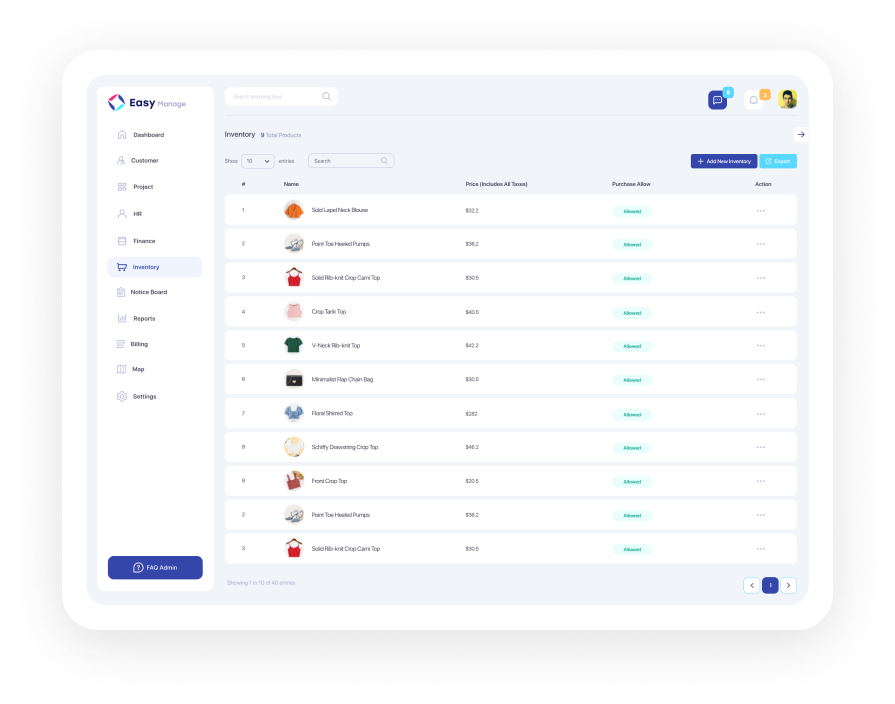 Easy Manage
Search anything here
8
2
Dashboard
Customer
Project
HR
Finance
Inventory
Notice Board
Reports
Billing
Map
Settings
FAQ Admin
Inventory 9 Total Products
Show 10 entries Search
Add New Inventory Export
# Name Price (Includes All Taxes) Purchase Allow Action
1 Sold Lapel Neck Blouse $32.2 Allowed
2 Point Toe Heeled Pumps $36.2 Allowed
3 Solid Rib-knit Crop Cami Top $30.5 Allowed
4 Crop Tank Top $40.5 Allowed
5 V-Neck Rib-knit Top $42.2 Allowed
6 Minimalist Flap Chain Bag $30.5 Allowed
7 Floral Shirred Top $282 Allowed
8 Schiffy Drawstring Crop Top $46.2 Allowed
9 Front Crop Top $20.5 Allowed
2 Point Toe Heeled Pumps $36.2 Allowed
3 Solid Rib-knit Crop Cami Top $30.5 Allowed
Showing 1 to 10 of 40 entries
1